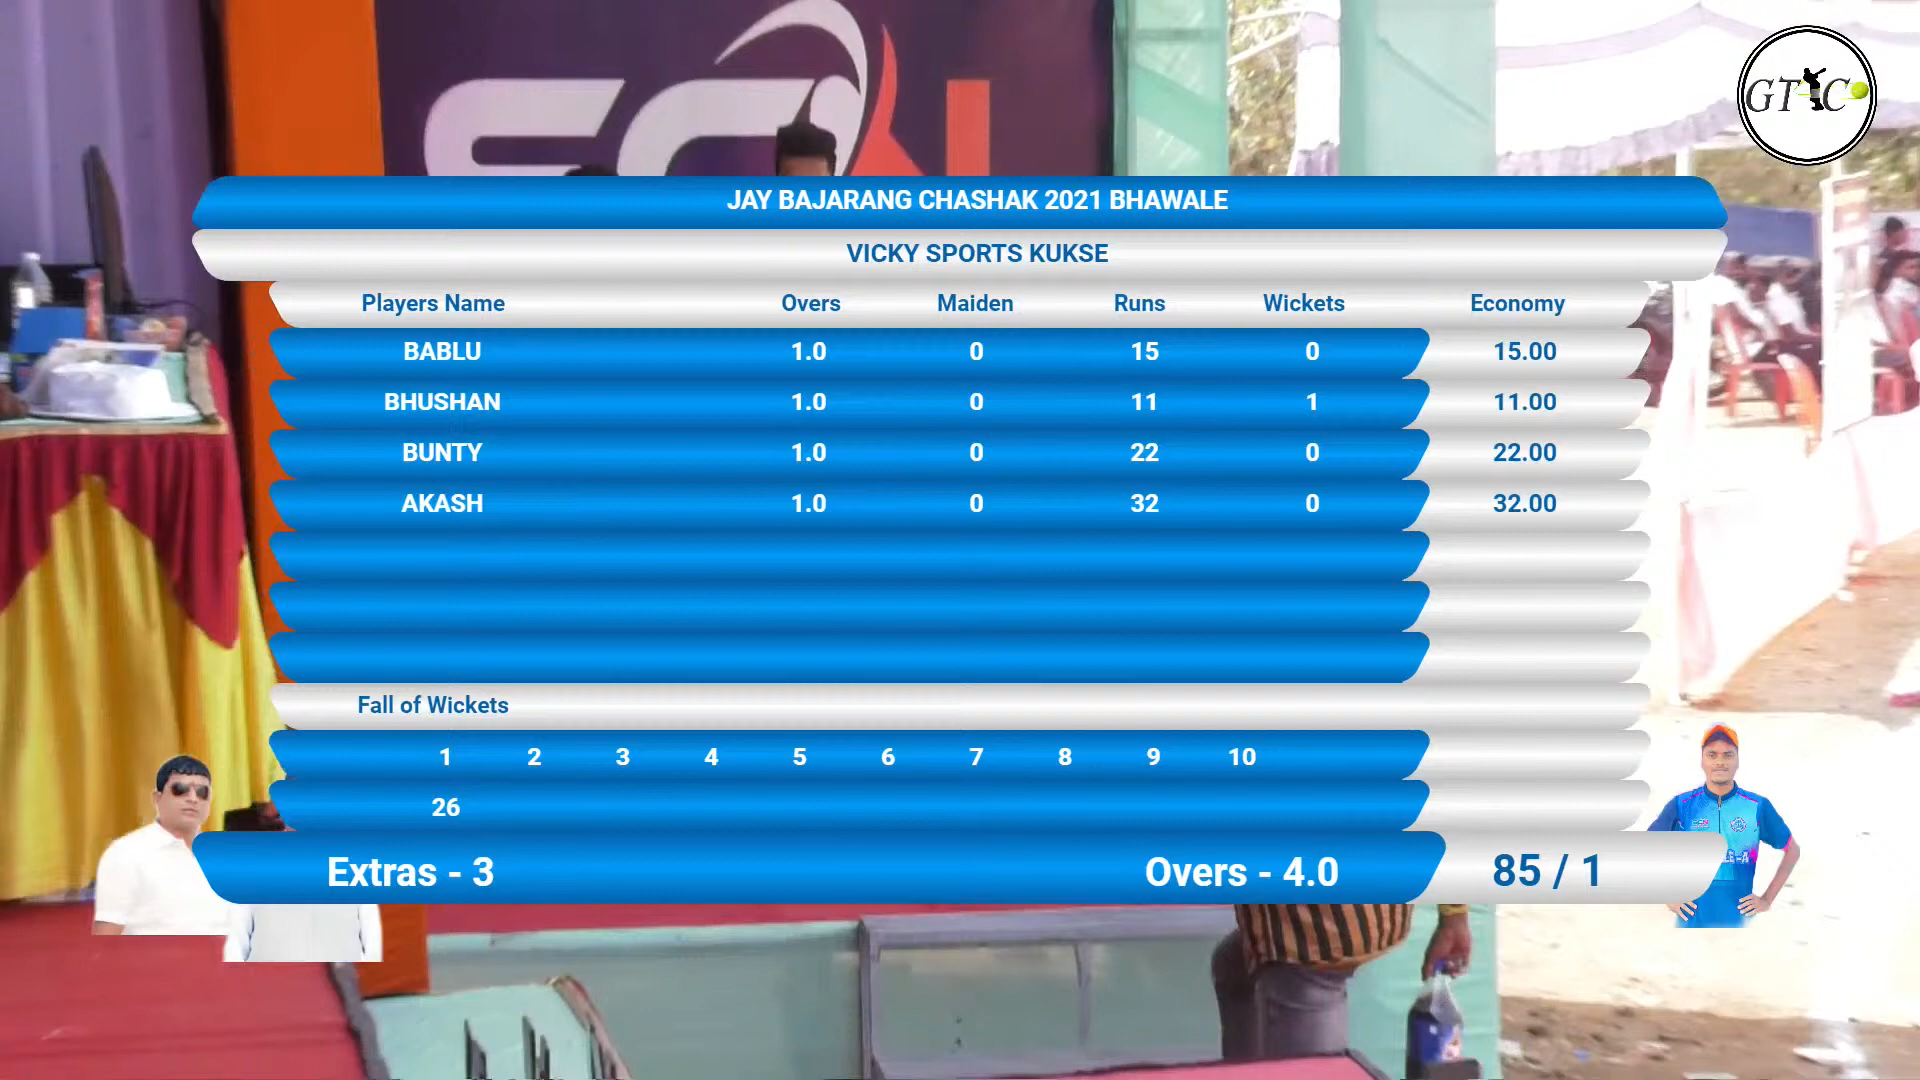 GTC
JAY BAJARANG CHASHAK 2021 BHAWALE
VICKY SPORTS KUKSE
Players Name Overs Maiden Runs Wickets Economy
BABLU 1.0 0 15 0 15.00
BHUSHAN 1.0 0 11 1 11.00
BUNTY 1.0 0 22 0 22.00
AKASH 1.0 0 32 0 32.00
Fall of Wickets
1 2 3 4 5 6 7 8 9 10
26
Extras - 3 Overs - 4.0 85 / 1